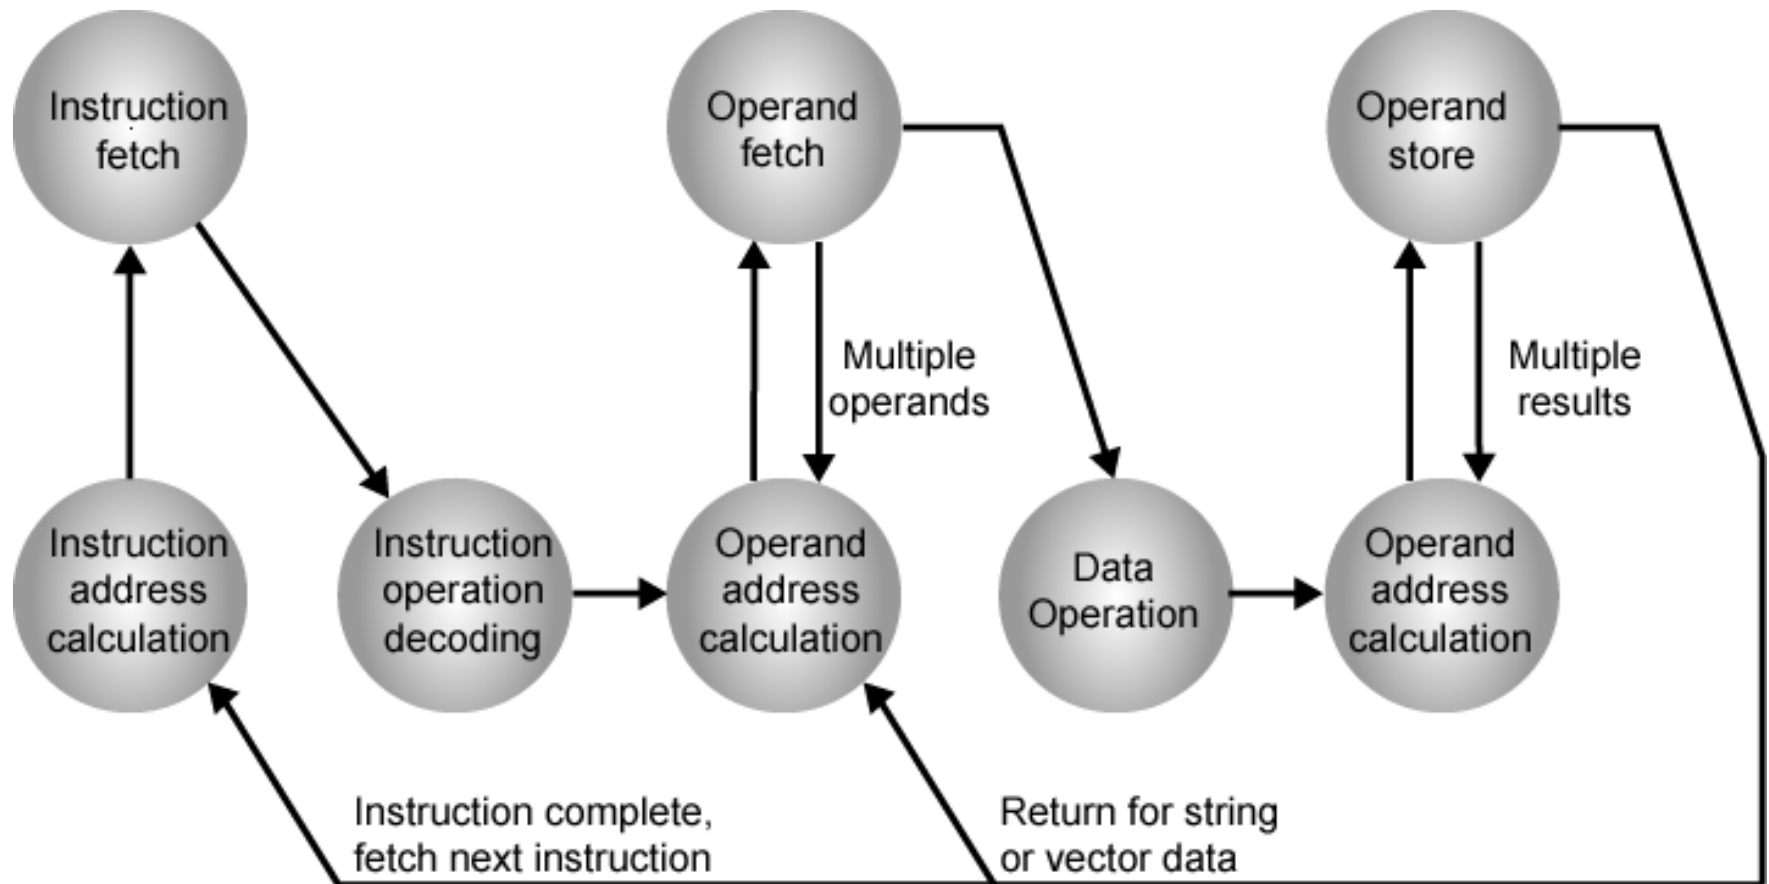 Instruction
fetch
Operand
fetch
Operand
store
Multiple
operands
Multiple
results
Instruction
address
calculation
Instruction
operation
decoding
Operand
address
calculation
Data
Operation
Operand
address
calculation
Instruction complete,
fetch next instruction
Return for string
or vector data